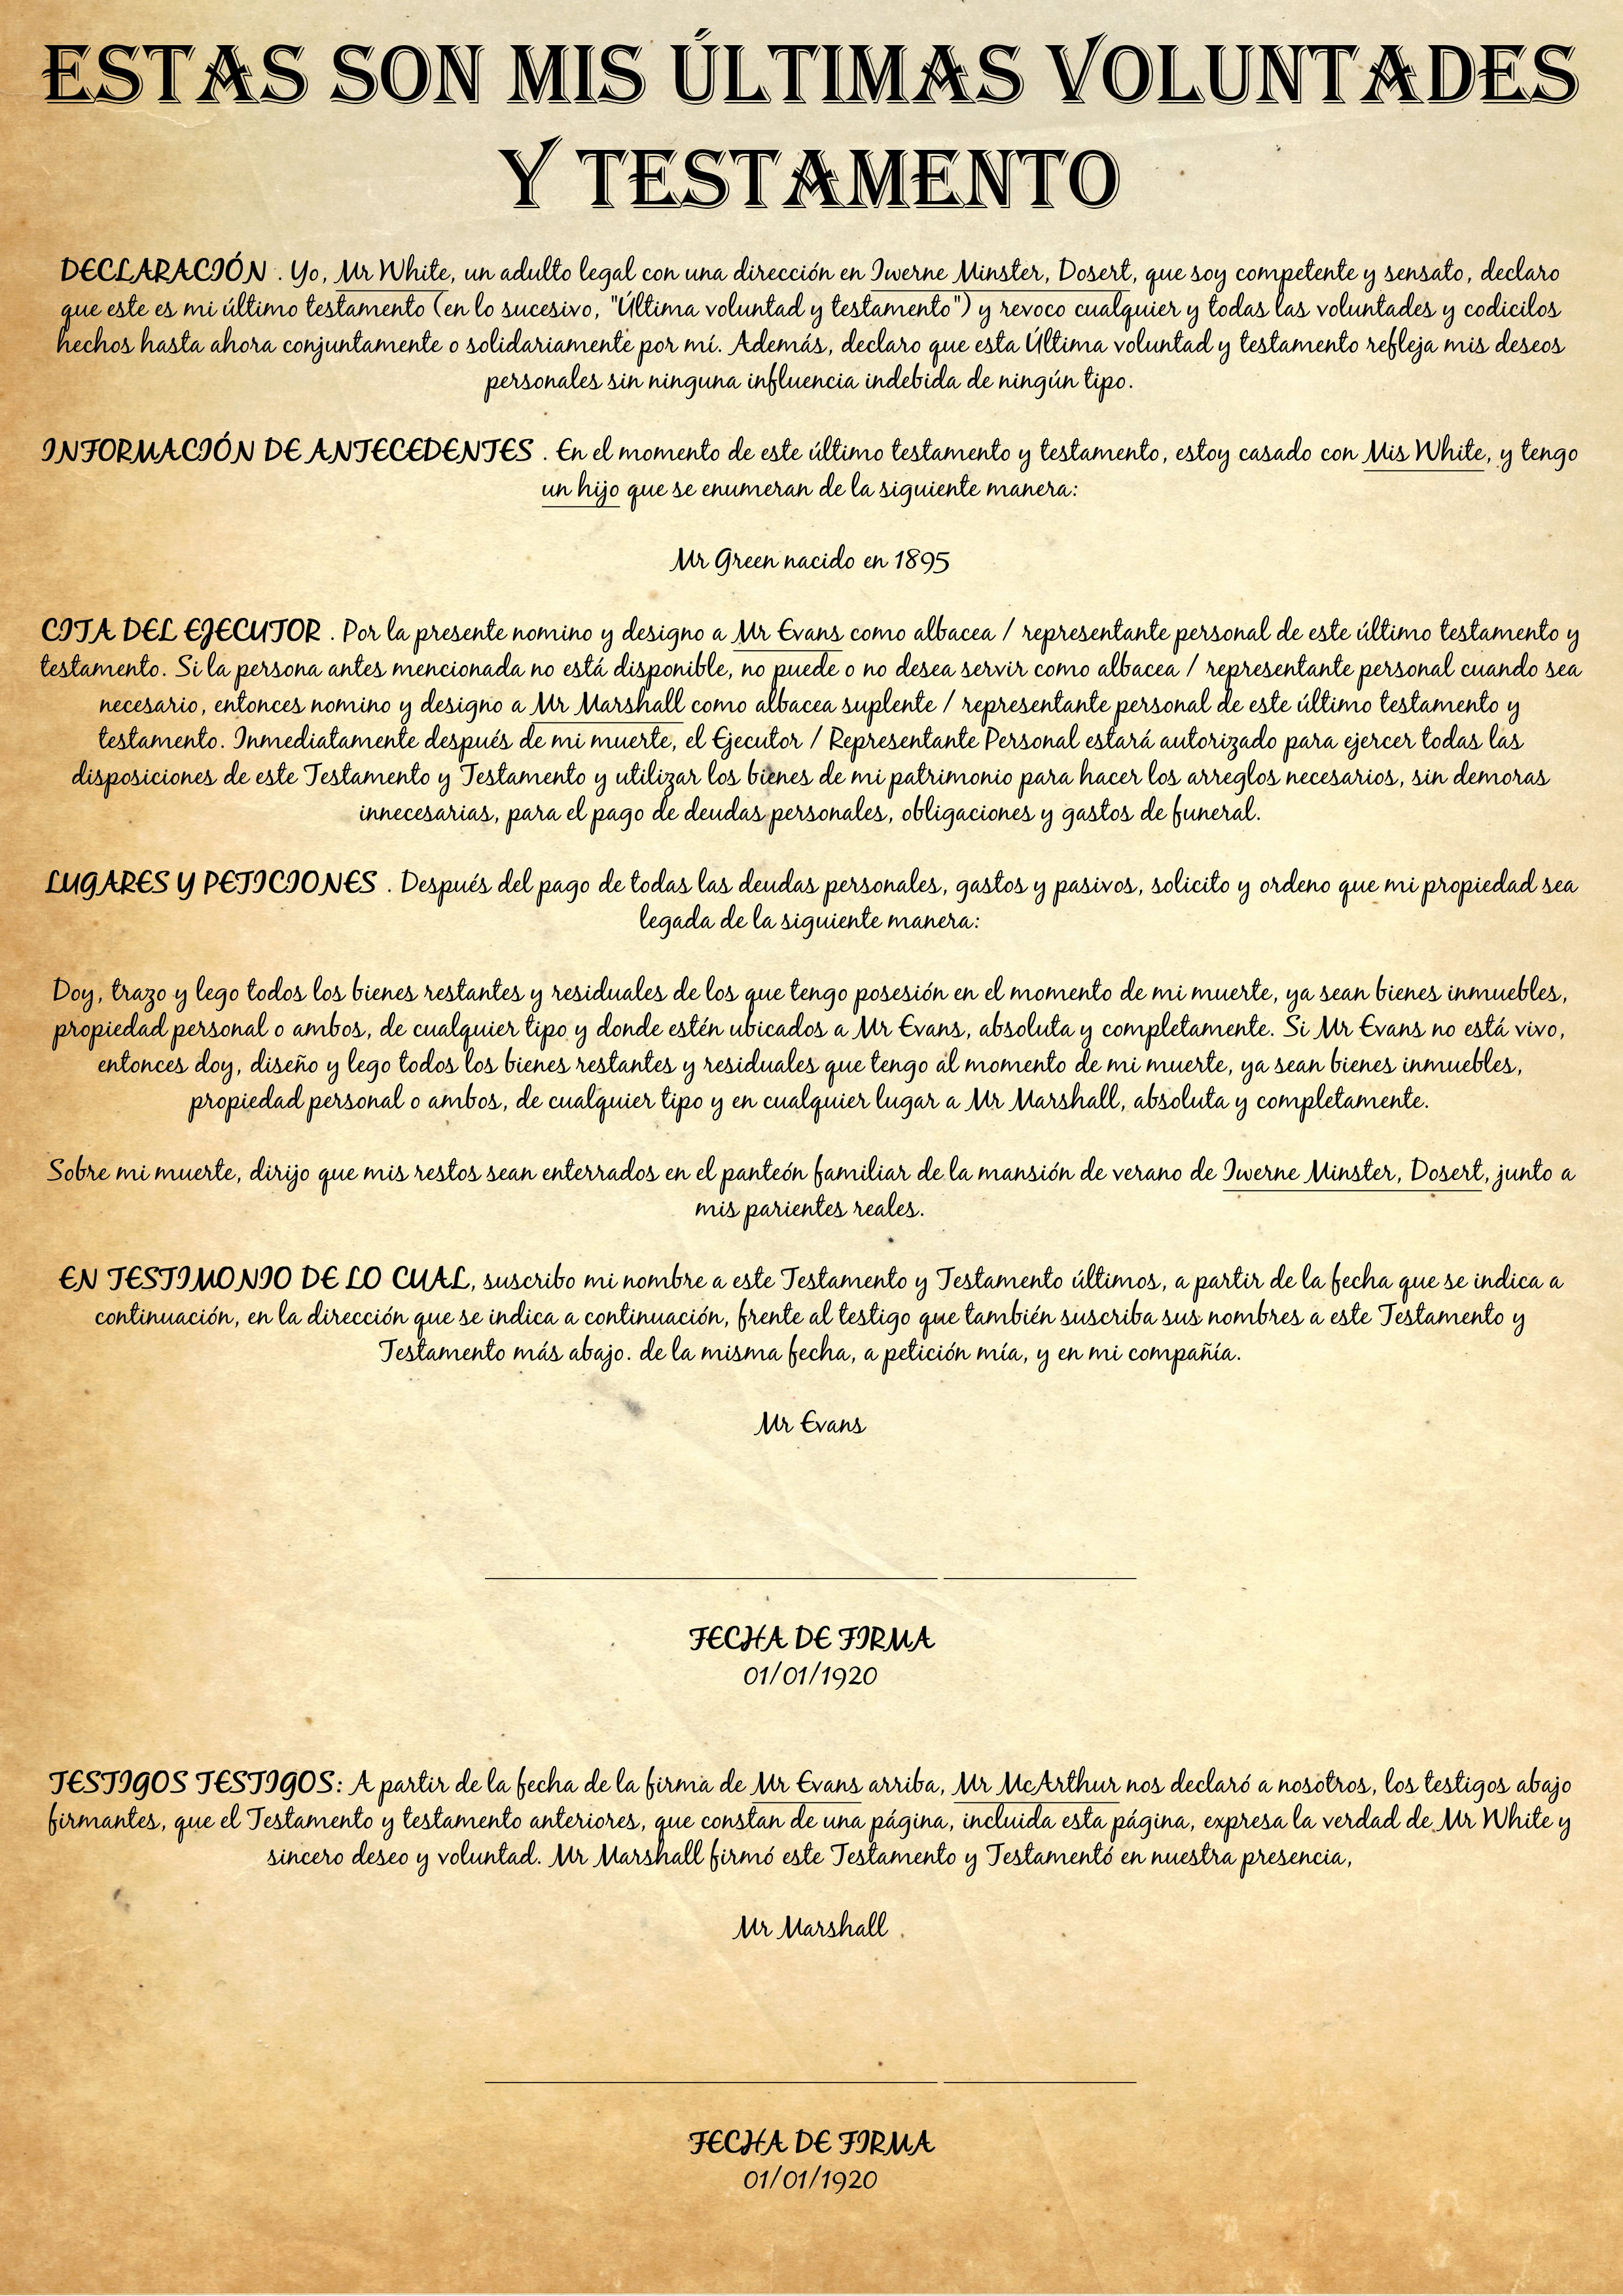 ESTAS SON MIS ÚLTIMAS VOLUNTADES
Y TESTAMENTO
DECLARACIÓN . Yo, Mr White, un adulto legal con una dirección en Iwerne Minster, Dosert, que soy competente y sensato, declaro
que este es mi último testamento (en lo sucesivo, "Última voluntad y testamento") y revoco cualquier y todas las voluntades y codicilos
hechos hasta ahora conjuntamente o solidariamente por mí. Además, declaro que esta Última voluntad y testamento refleja mis deseos
personales sin ninguna influencia indebida de ningún tipo.
INFORMACIÓN DE ANTECEDENTES . En el momento de este último testamento y testamento, estoy casado con Mis White, y tengo
un hijo que se enumeran de la siguiente manera:
Mr Green nacido en 1895
CITA DEL EJECUTOR . Por la presente nomino y designo a Mr Evans como albacea / representante personal de este último testamento y
testamento. Si la persona antes mencionada no está disponible, no puede o no desea servir como albacea / representante personal cuando sea
necesario, entonces nomino y designo a Mr Marshall como albacea suplente / representante personal de este último testamento y
testamento. Inmediatamente después de mi muerte, el Ejecutor / Representante Personal estará autorizado para ejercer todas las
disposiciones de este Testamento y Testamento y utilizar los bienes de mi patrimonio para hacer los arreglos necesarios, sin demoras
innecesarias, para el pago de deudas personales, obligaciones y gastos de funeral.
LUGARES Y PETICIONES . Después del pago de todas las deudas personales, gastos y pasivos, solicito y ordeno que mi propiedad sea
legada de la siguiente manera:
Doy, trazo y lego todos los bienes restantes y residuales de los que tengo posesión en el momento de mi muerte, ya sean bienes inmuebles,
propiedad personal o ambos, de cualquier tipo y donde estén ubicados a Mr Evans, absoluta y completamente. Si Mr Evans no está vivo,
entonces doy, diseño y lego todos los bienes restantes y residuales que tengo al momento de mi muerte, ya sean bienes inmuebles,
propiedad personal o ambos, de cualquier tipo y en cualquier lugar a Mr Marshall, absoluta y completamente.
Sobre mi muerte, dirijo que mis restos sean enterrados en el panteón familiar de la mansión de verano de Iwerne Minster, Dosert, junto a
mis parientes reales.
EN TESTIMONIO DE LO CUAL, suscribo mi nombre a este Testamento y Testamento últimos, a partir de la fecha que se indica a
continuación, en la dirección que se indica a continuación, frente al testigo que también suscriba sus nombres a este Testamento y
Testamento más abajo. de la misma fecha, a petición mía, y en mi compañía.
Mr Evans
FECHA DE FIRMA
01/01/1920
TESTIGOS TESTIGOS: A partir de la fecha de la firma de Mr Evans arriba, Mr McArthur nos declaró a nosotros, los testigos abajo
firmantes, que el Testamento y testamento anteriores, que constan de una página, incluida esta página, expresa la verdad de Mr White y
sincero deseo y voluntad. Mr Marshall firmó este Testamento y Testamento en nuestra presencia,
Mr Marshall
FECHA DE FIRMA
01/01/1920